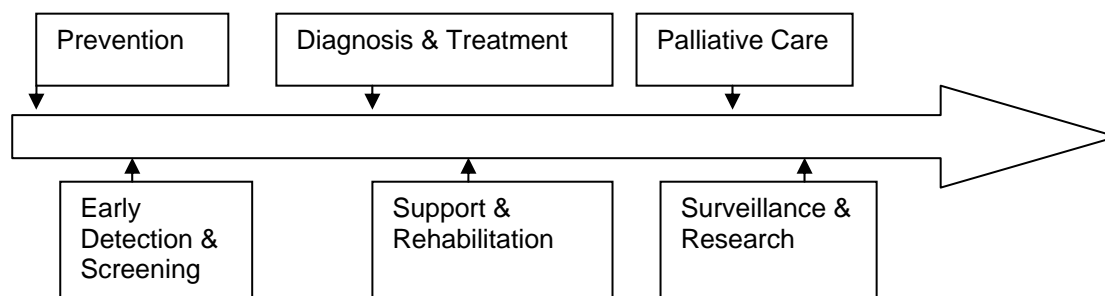 Prevention
Diagnosis & Treatment
Palliative Care
Early
Detection &
Screening
Support &
Rehabilitation
Surveillance &
Research